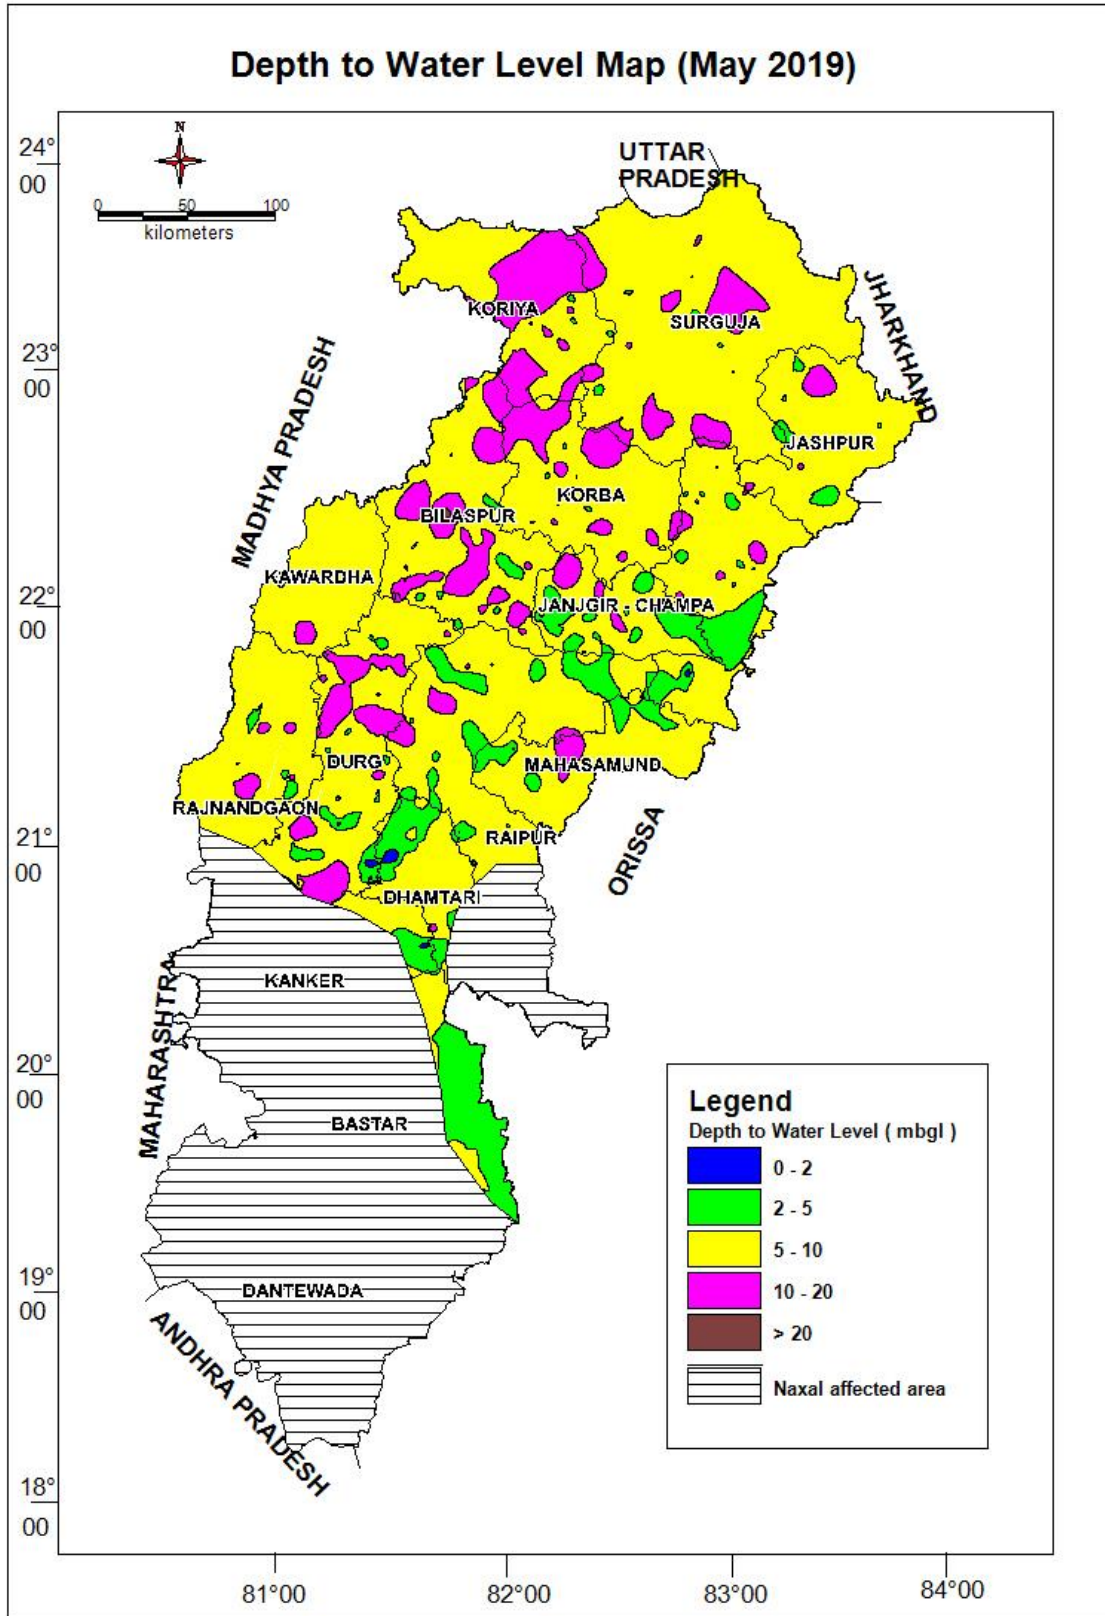 Depth to Water Level Map (May 2019)
N
0 50 100
kilometers
24°
00
23°
00
22°
00
21°
00
20°
00
19°
00
18°
00
UTTAR
PRADESH
JHARKHAND
MADHYA PRADESH
ORISSA
MAHARASHTRA
ANDHRA PRADESH
KORIYA
SURGUJA
JASHPUR
KORBA
BILASPUR
KAWARDHA
JANJGIR - CHAMPA
DURG
MAHASAMUND
RAJNANDGAON
RAIPUR
DHAMTARI
KANKER
BASTAR
DANTEWADA
Legend
Depth to Water Level ( mbgl )
0 - 2
2 - 5
5 - 10
10 - 20
> 20
Naxal affected area
81°00 82°00 83°00 84°00